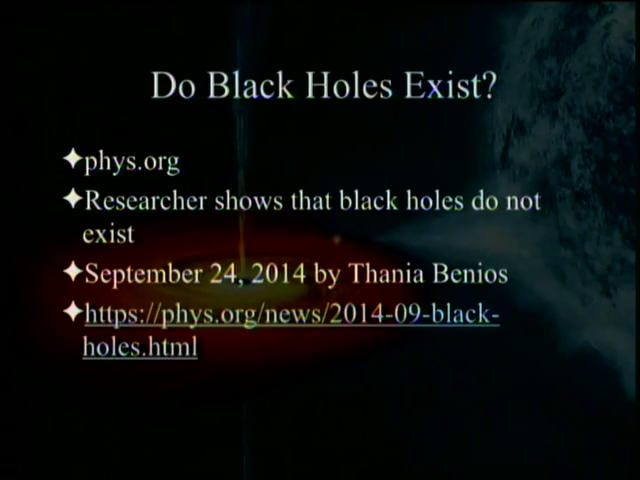 Do Black Holes Exist?
phys.org
Researcher shows that black holes do not
exist
September 24, 2014 by Thania Benios
https://phys.org/news/2014-09-black-
holes.html